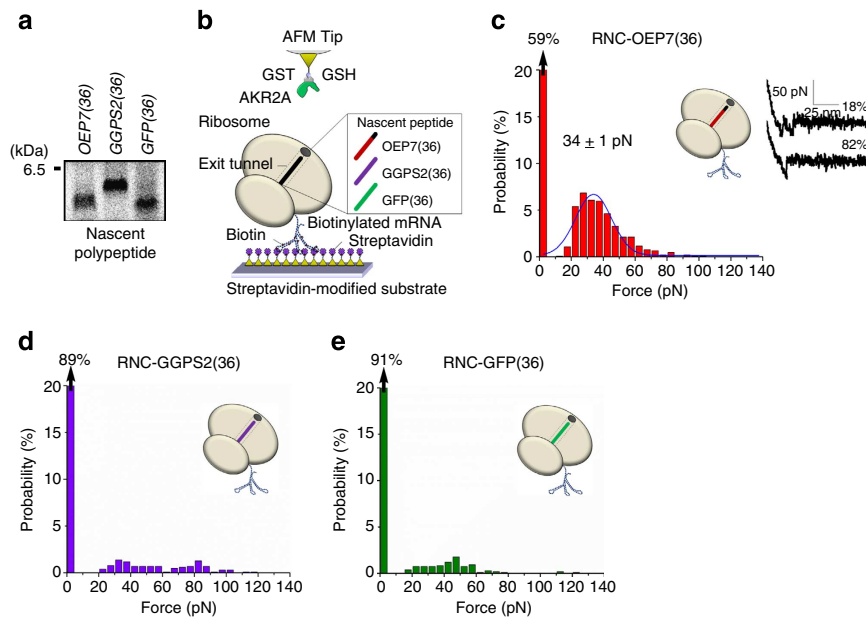 a
OEP7(36)
GGPS2(36)
GFP(36)
(kDa)
6.5
Nascent
polypeptide
b
AFM Tip
GST GSH
AKR2A
Ribosome
Exit tunnel
Nascent peptide
OEP7(36)
GGPS2(36)
GFP(36)
Biotinylated mRNA
Biotin Streptavidin
Streptavidin-modified substrate
c
59% RNC-OEP7(36)
Probability (%)
20
15
10
5
0
34 ± 1 pN
50 pN
25 nm
18%
82%
0 20 40 60 80 100 120 140
Force (pN)
d
89% RNC-GGPS2(36)
Probability (%)
20
15
10
5
0
0 20 40 60 80 100 120 140
Force (pN)
e
91% RNC-GFP(36)
Probability (%)
20
15
10
5
0
0 20 40 60 80 100 120 140
Force (pN)